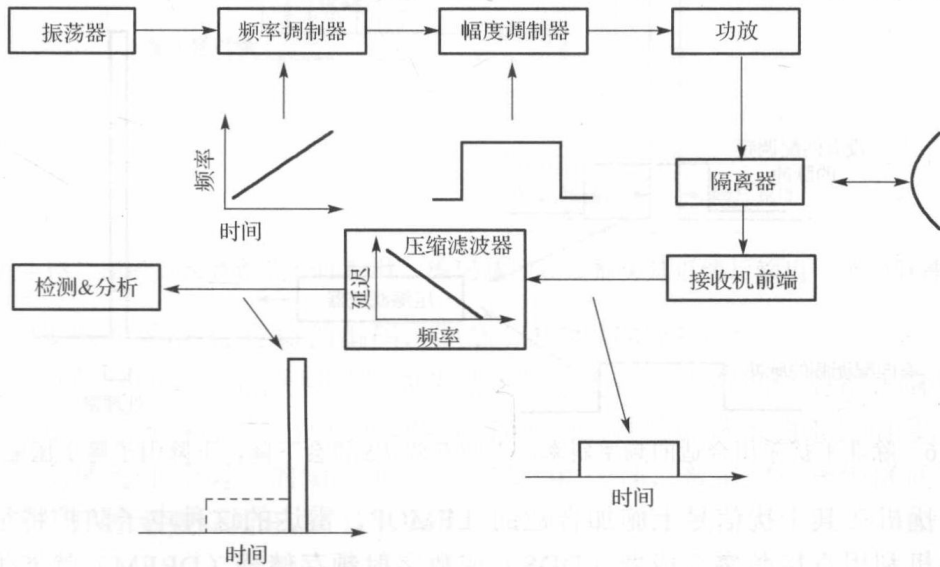 振荡器
频率调制器
幅度调制器
功放
频率
时间
隔离器
压缩滤波器
延迟
频率
接收机前端
检测&分析
时间
时间